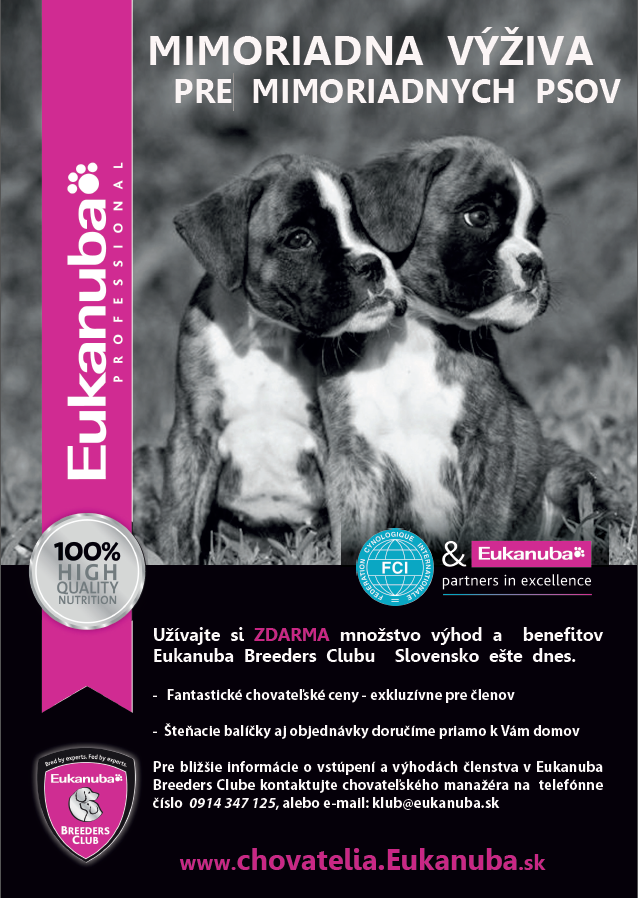 MIMORIADNA VÝŽIVA
PRE MIMORIADNYCH PSOV
Eukanuba
PROFESSIONAL
100%
HIGH
QUALITY
NUTRITION
FEDERATION CYNOLOGIQUE INTERNATIONALE
FCI
& Eukanuba
partners in excellence
Užívajte si ZDARMA množstvo výhod a benefitov
Eukanuba Breeders Clubu Slovensko ešte dnes.
- Fantastické chovateľské ceny - exkluzívne pre členov
- Šteňacie balíčky aj objednávky doručíme priamo k Vám domov
Pre bližšie informácie o vstúpení a výhodách členstva v Eukanuba
Breeders Clube kontaktujte chovateľského manažéra na telefónne
číslo 0914 347 125, alebo e-mail: klub@eukanuba.sk
Bred by experts. Fed by experts.
Eukanuba
BREEDERS
CLUB
www.chovatelia.Eukanuba.sk